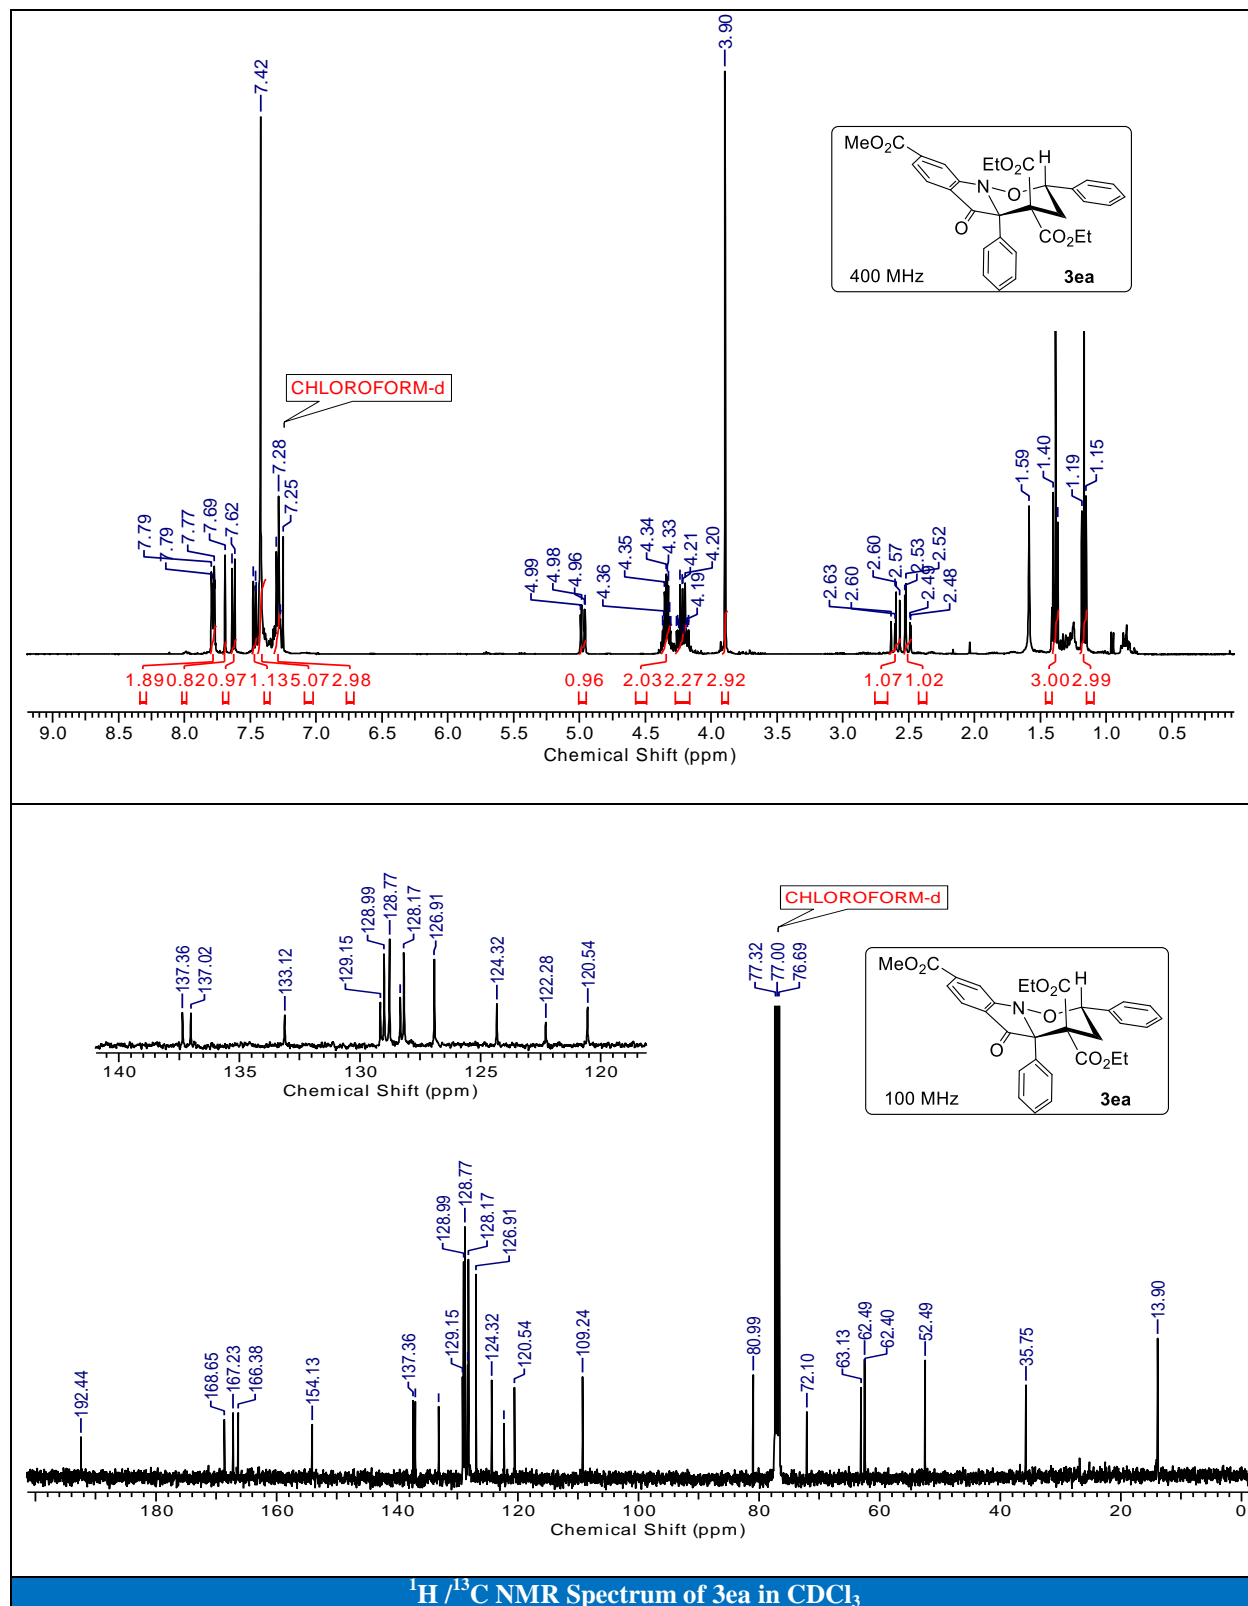 7.42
3.90
MeO2C
EtO2C
H
N
O
O
CO2Et
400 MHz
3ea
CHLOROFORM-d
7.79
7.79
7.77
7.69
7.62
7.28
7.25
4.99
4.98
4.96
4.36
4.35
4.34
4.33
4.19
4.21
4.20
2.63
2.60
2.60
2.57
2.53
2.52
2.49
2.48
1.59
1.40
1.19
1.15
1.89 0.82 0.97 1.13 5.07 2.98 0.96 2.03 2.27 2.92 1.07 1.02 3.00 2.99
9.0 8.5 8.0 7.5 7.0 6.5 6.0 5.5 5.0 4.5 4.0 3.5 3.0 2.5 2.0 1.5 1.0 0.5
Chemical Shift (ppm)
137.36
137.02
133.12
129.15
128.99
128.77
128.17
126.91
124.32
122.28
120.54
140 135 130 125 120
Chemical Shift (ppm)
CHLOROFORM-d
77.32
77.00
76.69
MeO2C
EtO2C
H
N
O
O
CO2Et
100 MHz
3ea
192.44
168.65
167.23
166.38
154.13
137.36
129.15
128.99
128.77
128.17
126.91
124.32
120.54
109.24
80.99
72.10
63.13
62.49
62.40
52.49
35.75
13.90
180 160 140 120 100 80 60 40 20 0
Chemical Shift (ppm)
1H /13C NMR Spectrum of 3ea in CDCl3